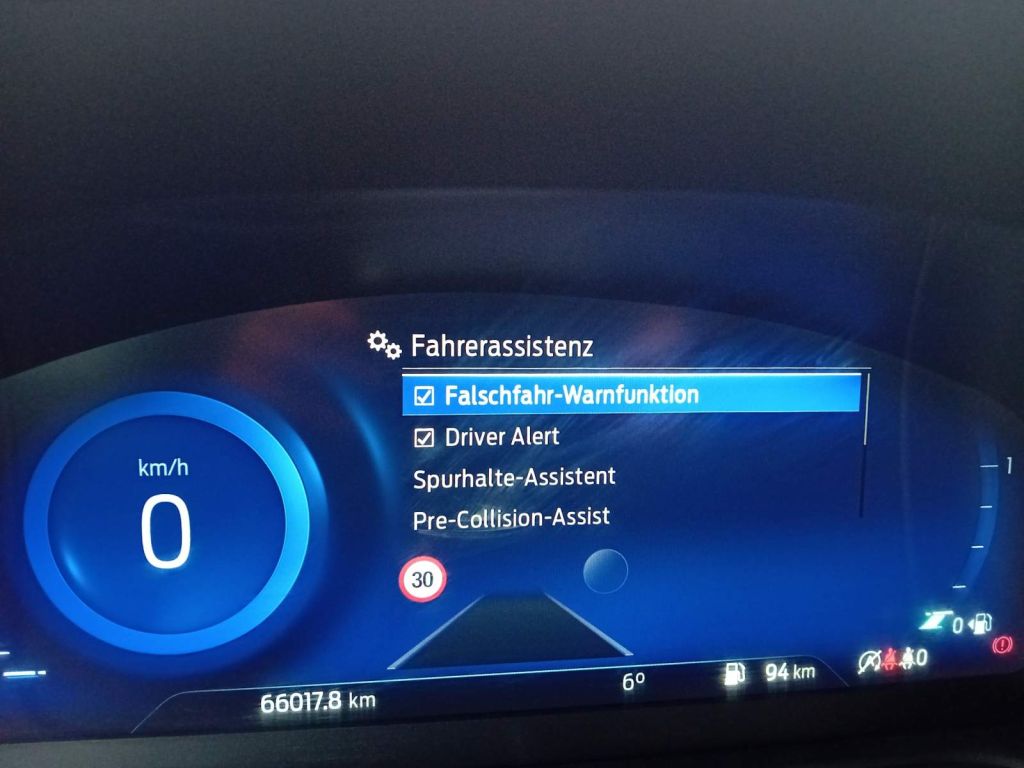 Fahrerassistenz
Falschfahr-Warnfunktion
Driver Alert
Spurhalte-Assistent
Pre-Collision-Assist
km/h
0
30
1
0
0
66017.8 km
6°
94 km